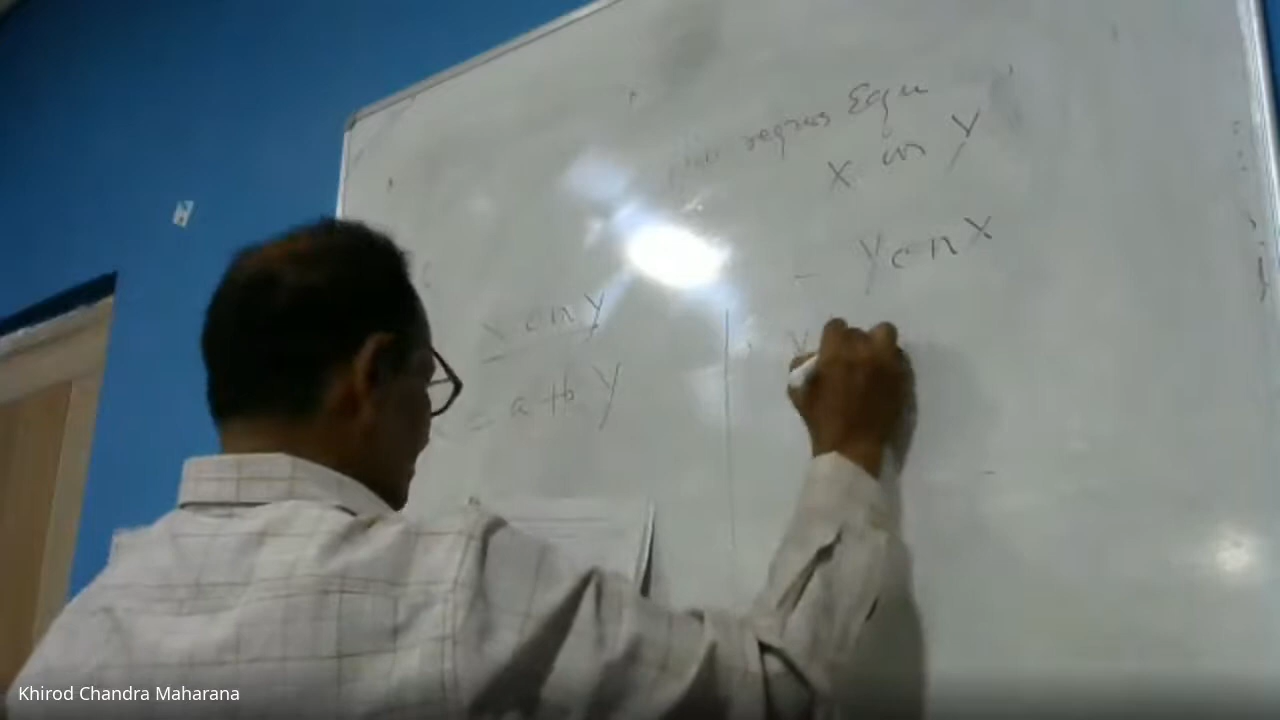 regres Equ
X on Y
- Y on X
X on Y
= a + b Y
Khirod Chandra Maharana